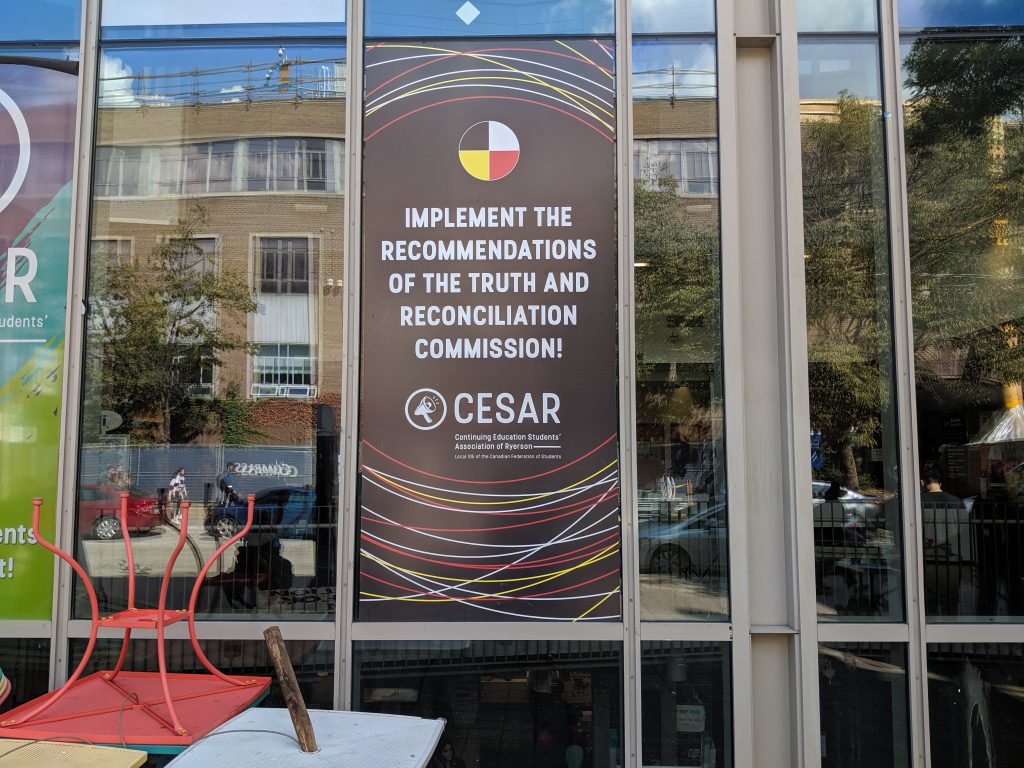 IMPLEMENT THE
RECOMMENDATIONS
OF THE TRUTH AND
RECONCILIATION
COMMISSION!
CESAR
Continuing Education Students'
Association of Ryerson
Local 105 of the Canadian Federation of Students
R
udents'
ents
t!